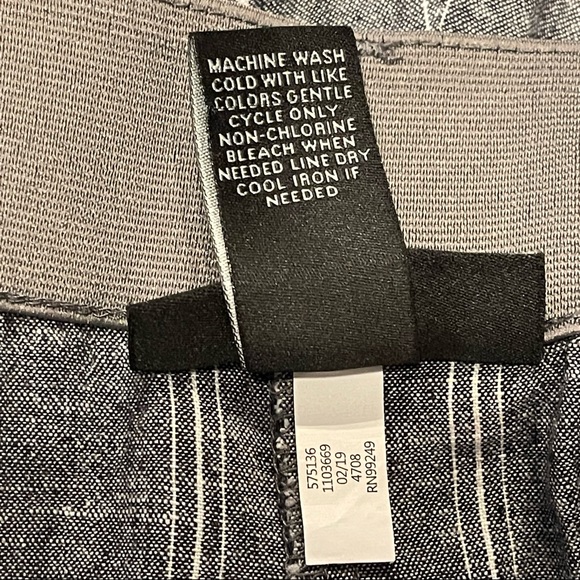 MACHINE WASH
COLD WITH LIKE
COLORS GENTLE
CYCLE ONLY
NON-CHLORINE
BLEACH WHEN
NEEDED LINE DRY
COOL IRON IF
NEEDED
575136
1103669
02/19
4708
RN99249